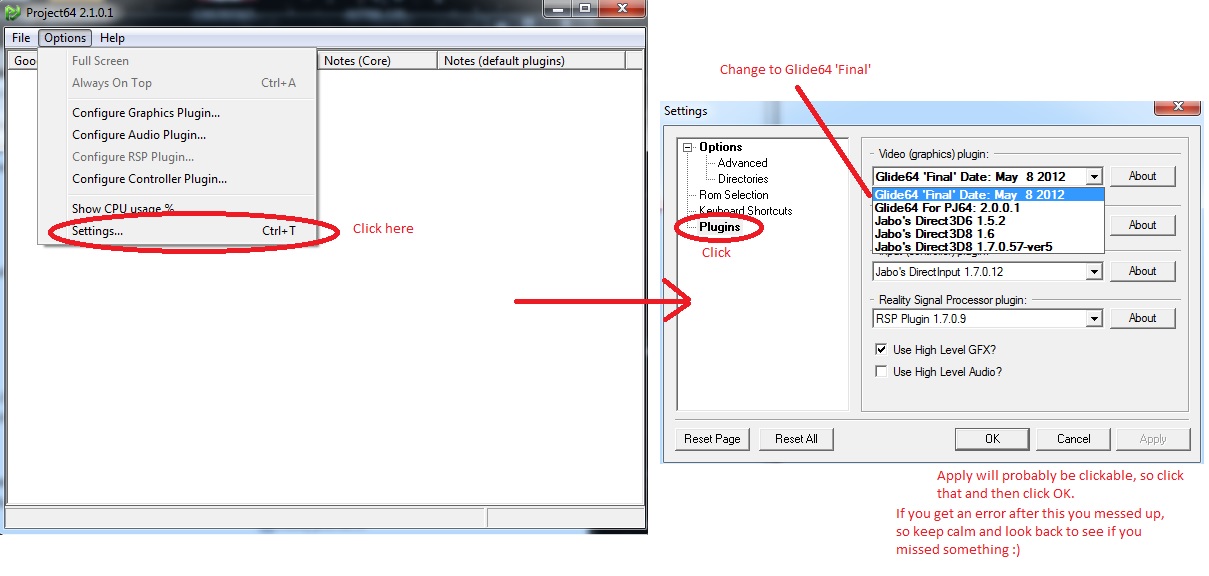 Project64 2.1.0.1
File Options Help
Goo
Notes (Core)
Notes (default plugins)
Full Screen
Always On Top Ctrl+A
Configure Graphics Plugin...
Configure Audio Plugin...
Configure RSP Plugin...
Configure Controller Plugin...
Show CPU usage %
Settings... Ctrl+T
Click here
Change to Glide64 'Final'
Settings
Options
Advanced
Directories
Rom Selection
Keyboard Shortcuts
Plugins
Click
Video (graphics) plugin:
Glide64 'Final' Date: May 8 2012
About
Glide64 'Final' Date: May 8 2012
Glide64 For PJ64: 2.0.0.1
Jabo's Direct3D6 1.5.2
Jabo's Direct3D8 1.6
Jabo's Direct3D8 1.7.0.57-ver5
About
Input (controller) plugin:
Jabo's DirectInput 1.7.0.12
About
Reality Signal Processor plugin:
RSP Plugin 1.7.0.9
About
Use High Level GFX?
Use High Level Audio?
Reset Page
Reset All
OK
Cancel
Apply
Apply will probably be clickable, so click
that and then click OK.
If you get an error after this you messed up,
so keep calm and look back to see if you
missed something :)